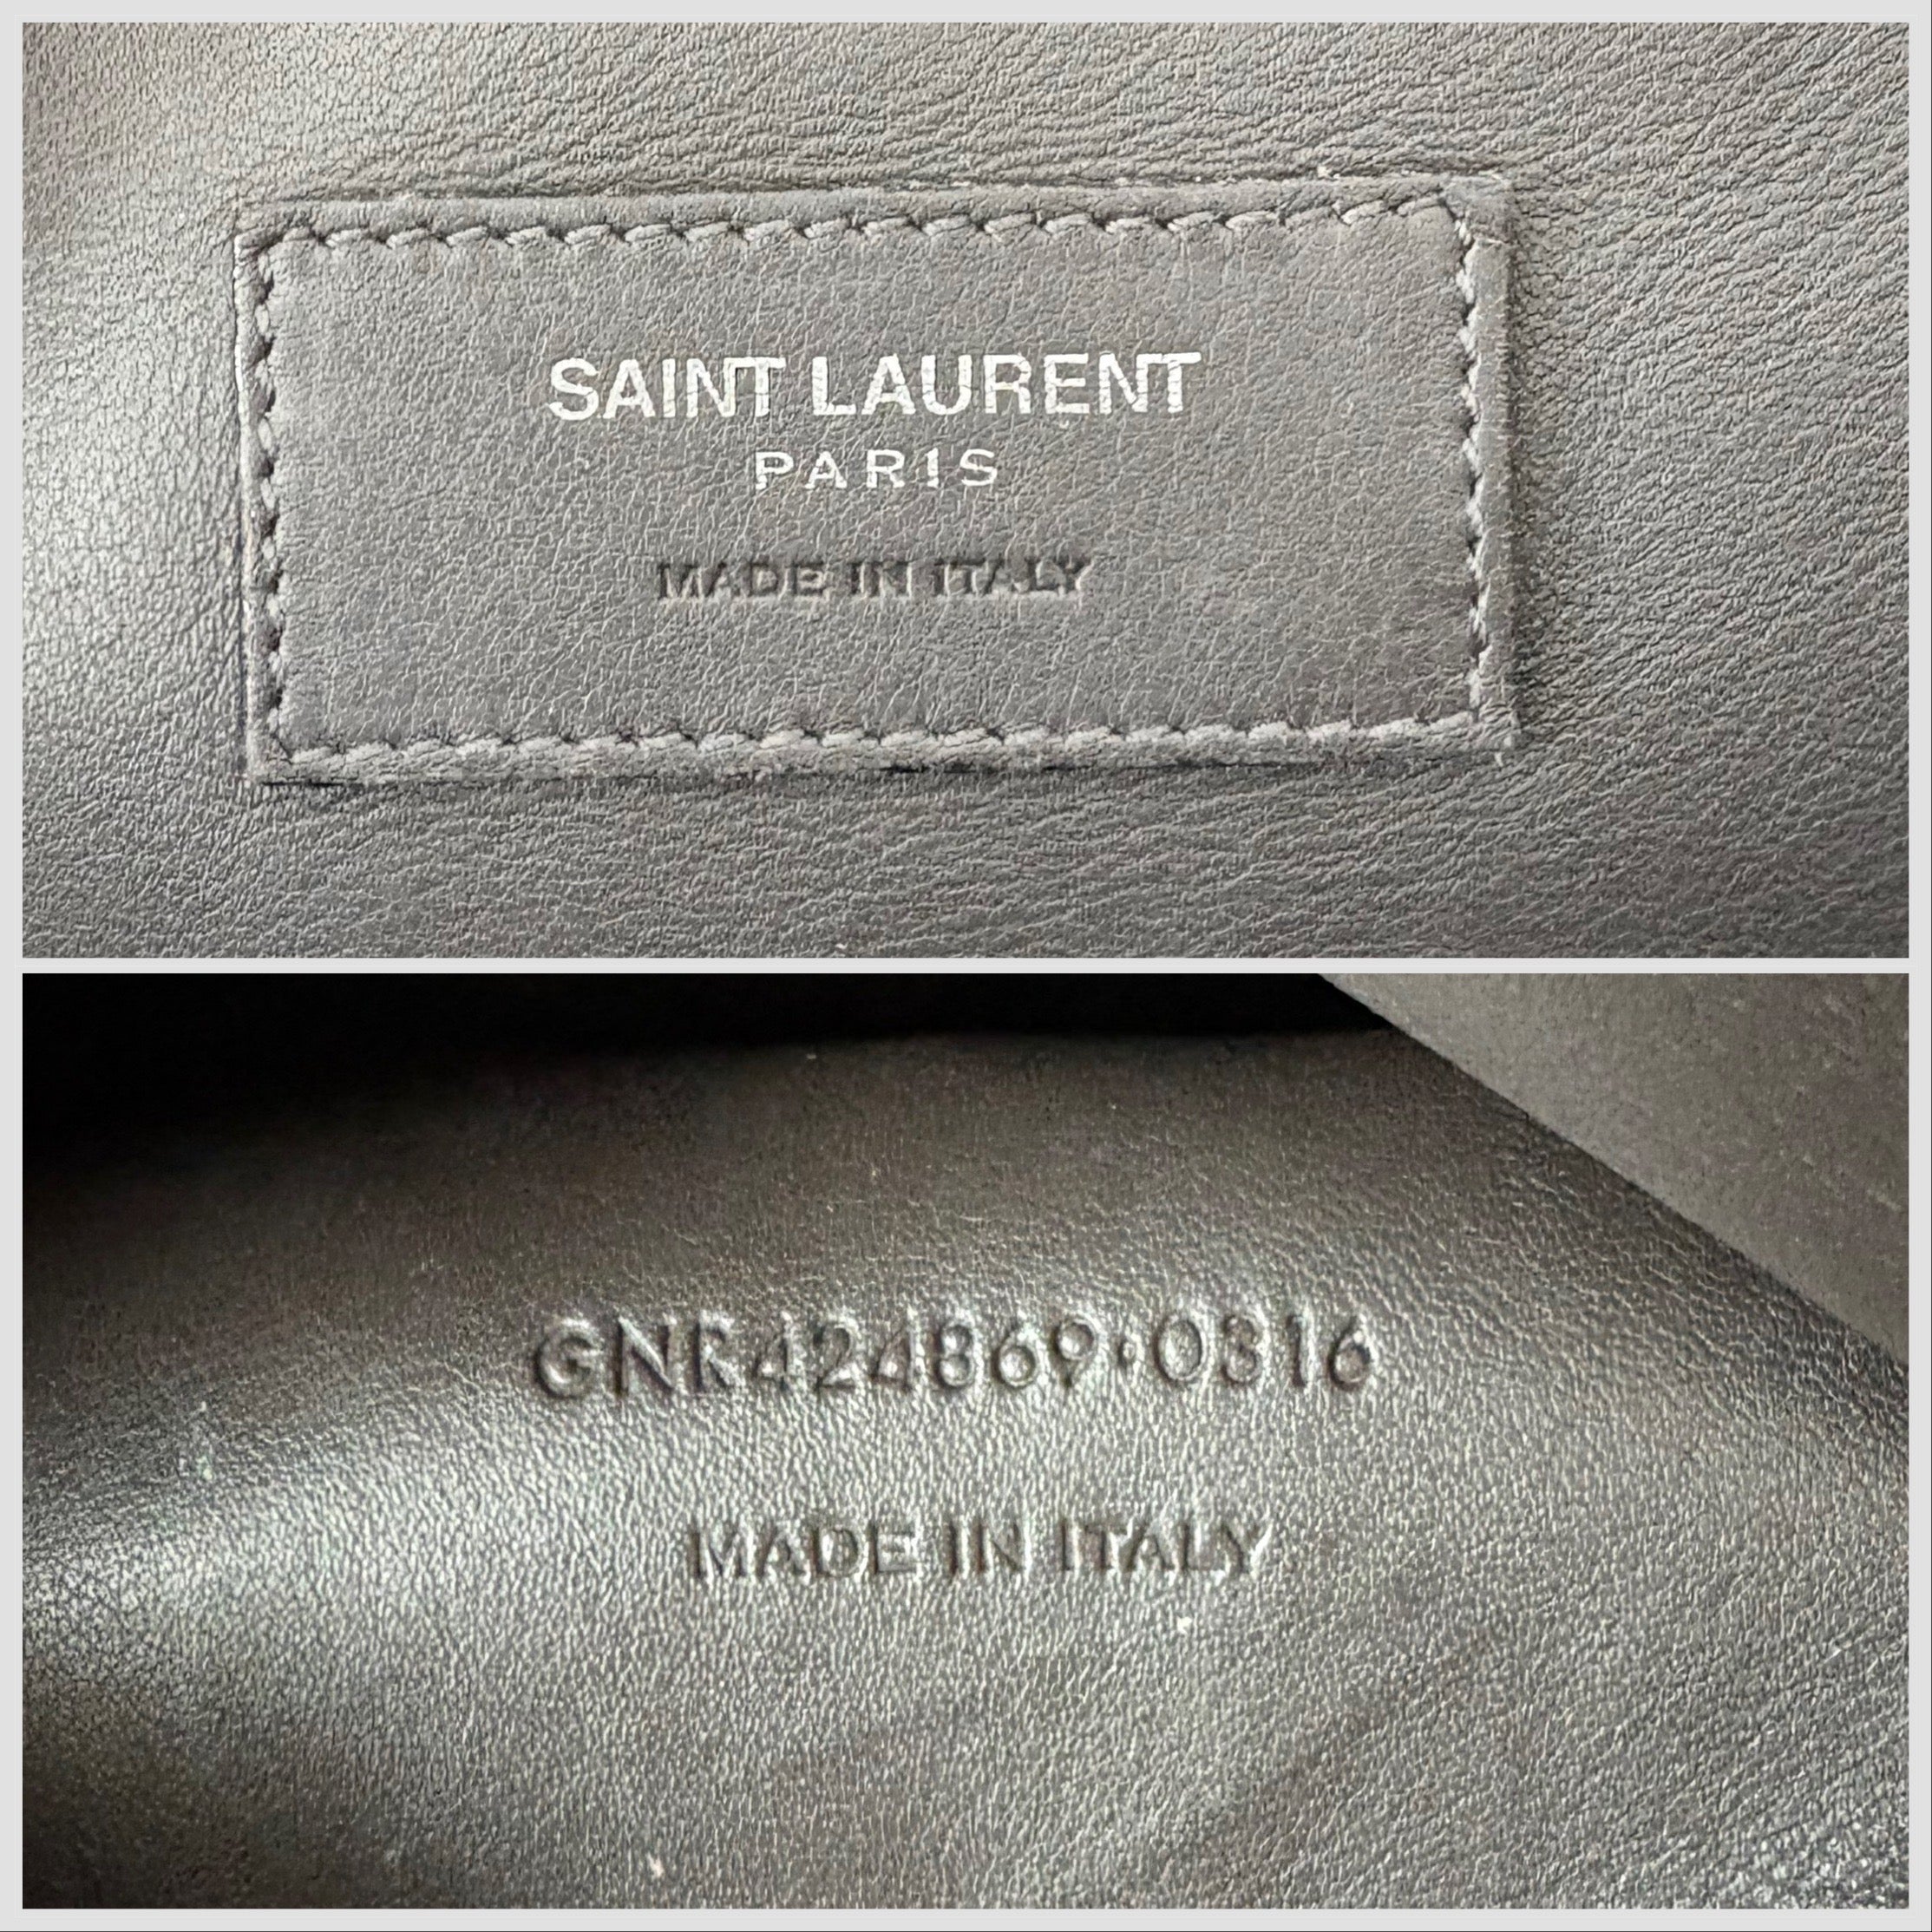 SAINT LAURENT
PARIS
MADE IN ITALY
GNR424869·0316
MADE IN ITALY